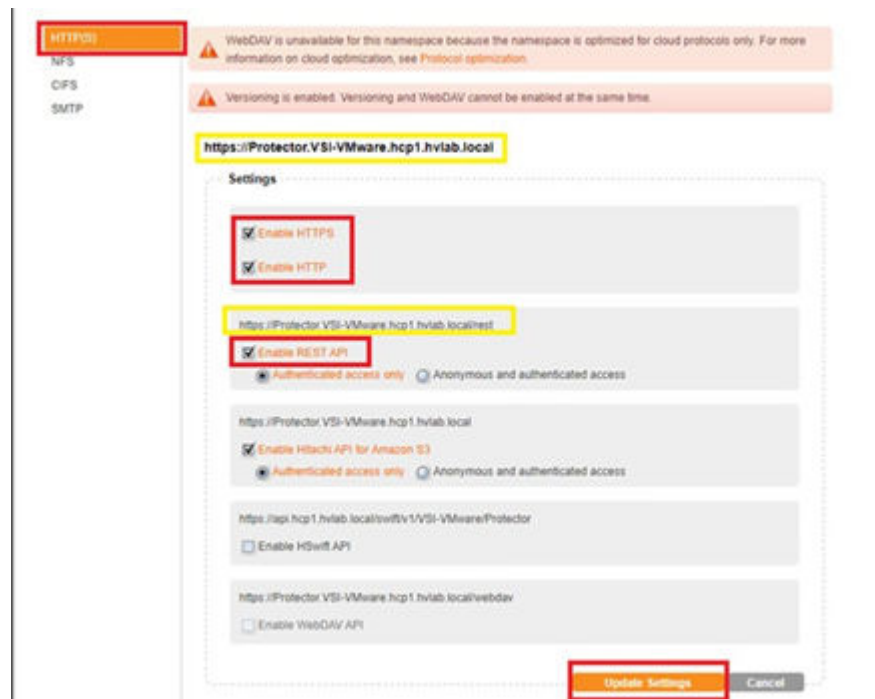 HTTP(S)
NFS
CIFS
SMTP
WebDAV is unavailable for this namespace because the namespace is optimized for cloud protocols only. For more
information on cloud optimization, see Protocol optimization.
Versioning is enabled. Versioning and WebDAV cannot be enabled at the same time.
https://Protector.VSI-VMware.hcp1.hvlab.local
Settings
Enable HTTPS
Enable HTTP
https://Protector.VSI-VMware.hcp1.hvlab.local/rest
Enable REST API
Authenticated access only Anonymous and authenticated access
https://Protector.VSI-VMware.hcp1.hvlab.local
Enable Hitachi API for Amazon S3
Authenticated access only Anonymous and authenticated access
https://api.hcp1.hvlab.local/swift/v1/VSI-VMware/Protector
Enable HSwift API
https://Protector.VSI-VMware.hcp1.hvlab.local/webdav
Enable WebDAV API
Update Settings Cancel